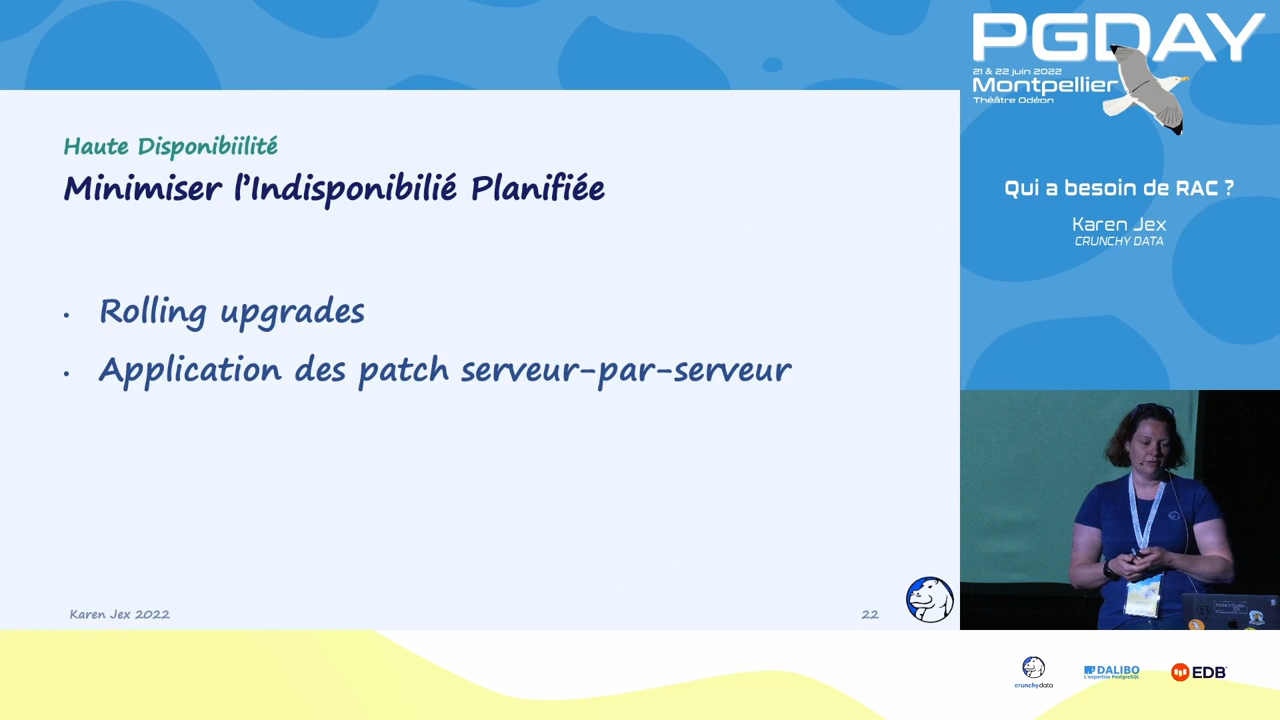 PGDAY
21 & 22 juin 2022
Montpellier
Théâtre Odéon
Haute Disponibiilité
Minimiser l'Indisponibilié Planifiée
Qui a besoin de RAC ?
Karen Jex
CRUNCHY DATA
• Rolling upgrades
• Application des patch serveur-par-serveur
Karen Jex 2022
22
crunchydata
DALIBO
L'expertise PostgreSQL
EDB